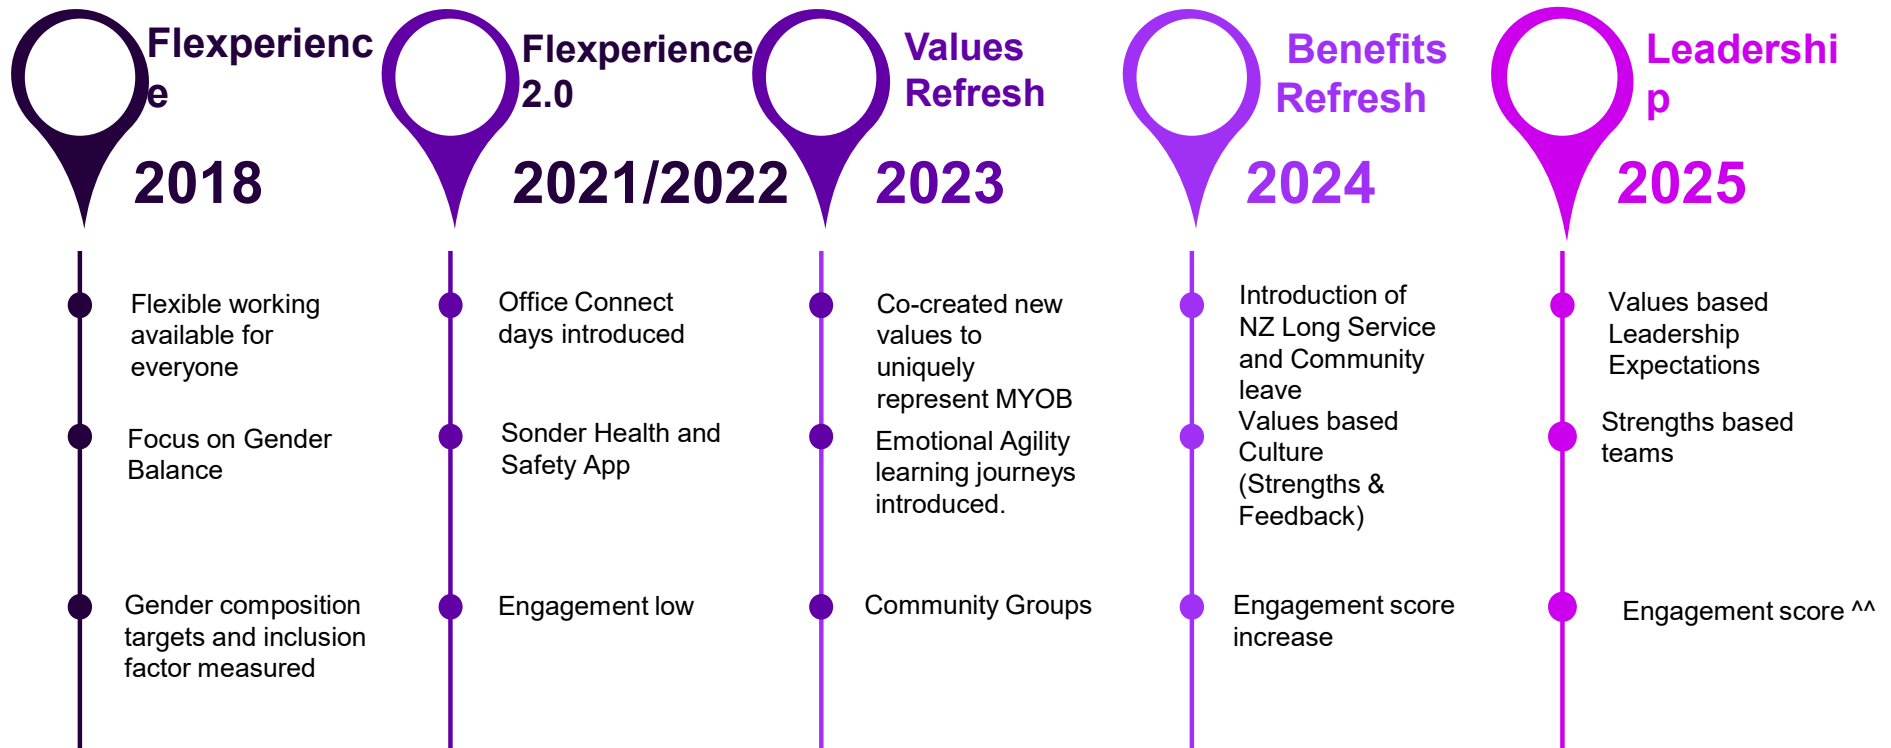 Flexperienc
e
2018
Flexible working
available for
everyone
Focus on Gender
Balance
Gender composition
targets and inclusion
factor measured
Flexperience
2.0
2021/2022
Office Connect
days introduced
Sonder Health and
Safety App
Engagement low
Values
Refresh
2023
Co-created new
values to
uniquely
represent MYOB
Emotional Agility
learning journeys
introduced.
Community Groups
Benefits
Refresh
2024
Introduction of
NZ Long Service
and Community
leave
Values based
Culture
(Strengths &
Feedback)
Engagement score
increase
Leadershi
p
2025
Values based
Leadership
Expectations
Strengths based
teams
Engagement score ^^